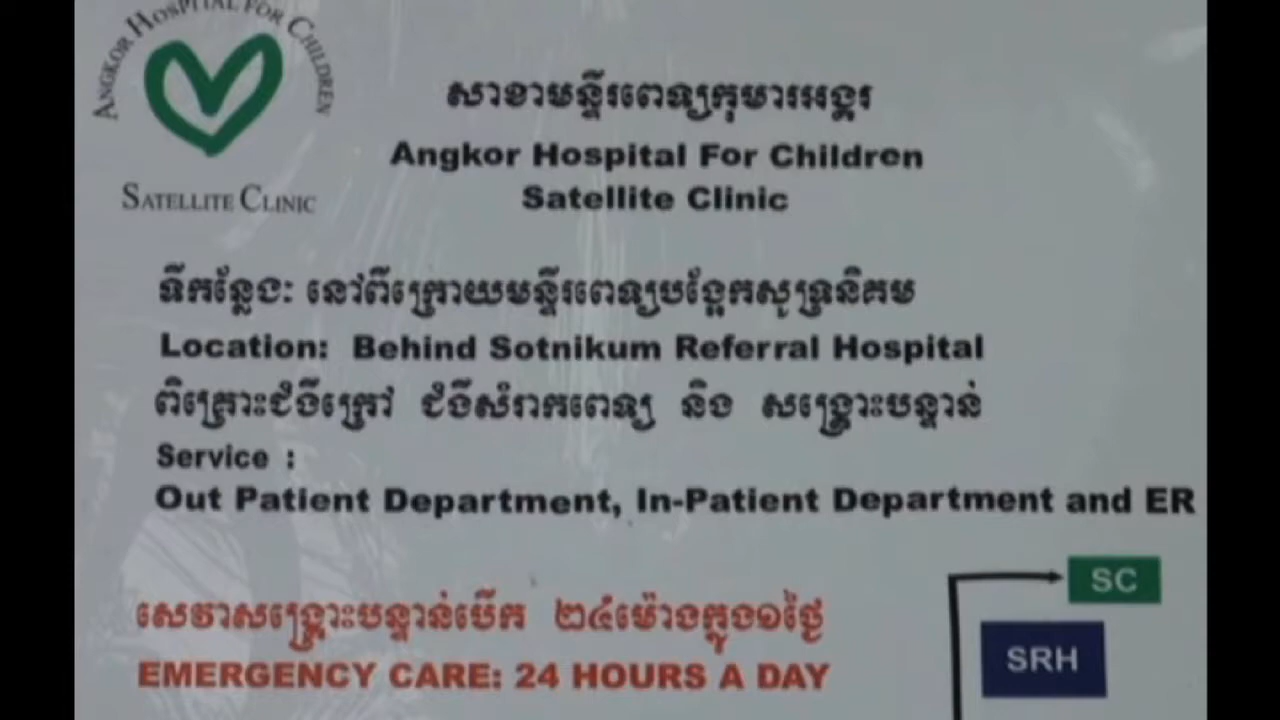 ANGKOR HOSPITAL FOR CHILDREN
SATELLITE CLINIC
សាខាមន្ទីរពេទ្យកុមារអង្គរ
Angkor Hospital For Children
Satellite Clinic
ទីកន្លែង: នៅពីក្រោយមន្ទីរពេទ្យបង្អែកសូទ្រនិគម
Location: Behind Sotnikum Referral Hospital
ពិគ្រោះជំងឺក្រៅ ជំងឺសំរាកពេទ្យ និង សង្គ្រោះបន្ទាន់
Service :
Out Patient Department, In-Patient Department and ER
សេវាសង្គ្រោះបន្ទាន់បើក ២៤ម៉ោងក្នុង១ថ្ងៃ
EMERGENCY CARE: 24 HOURS A DAY
SC
SRH